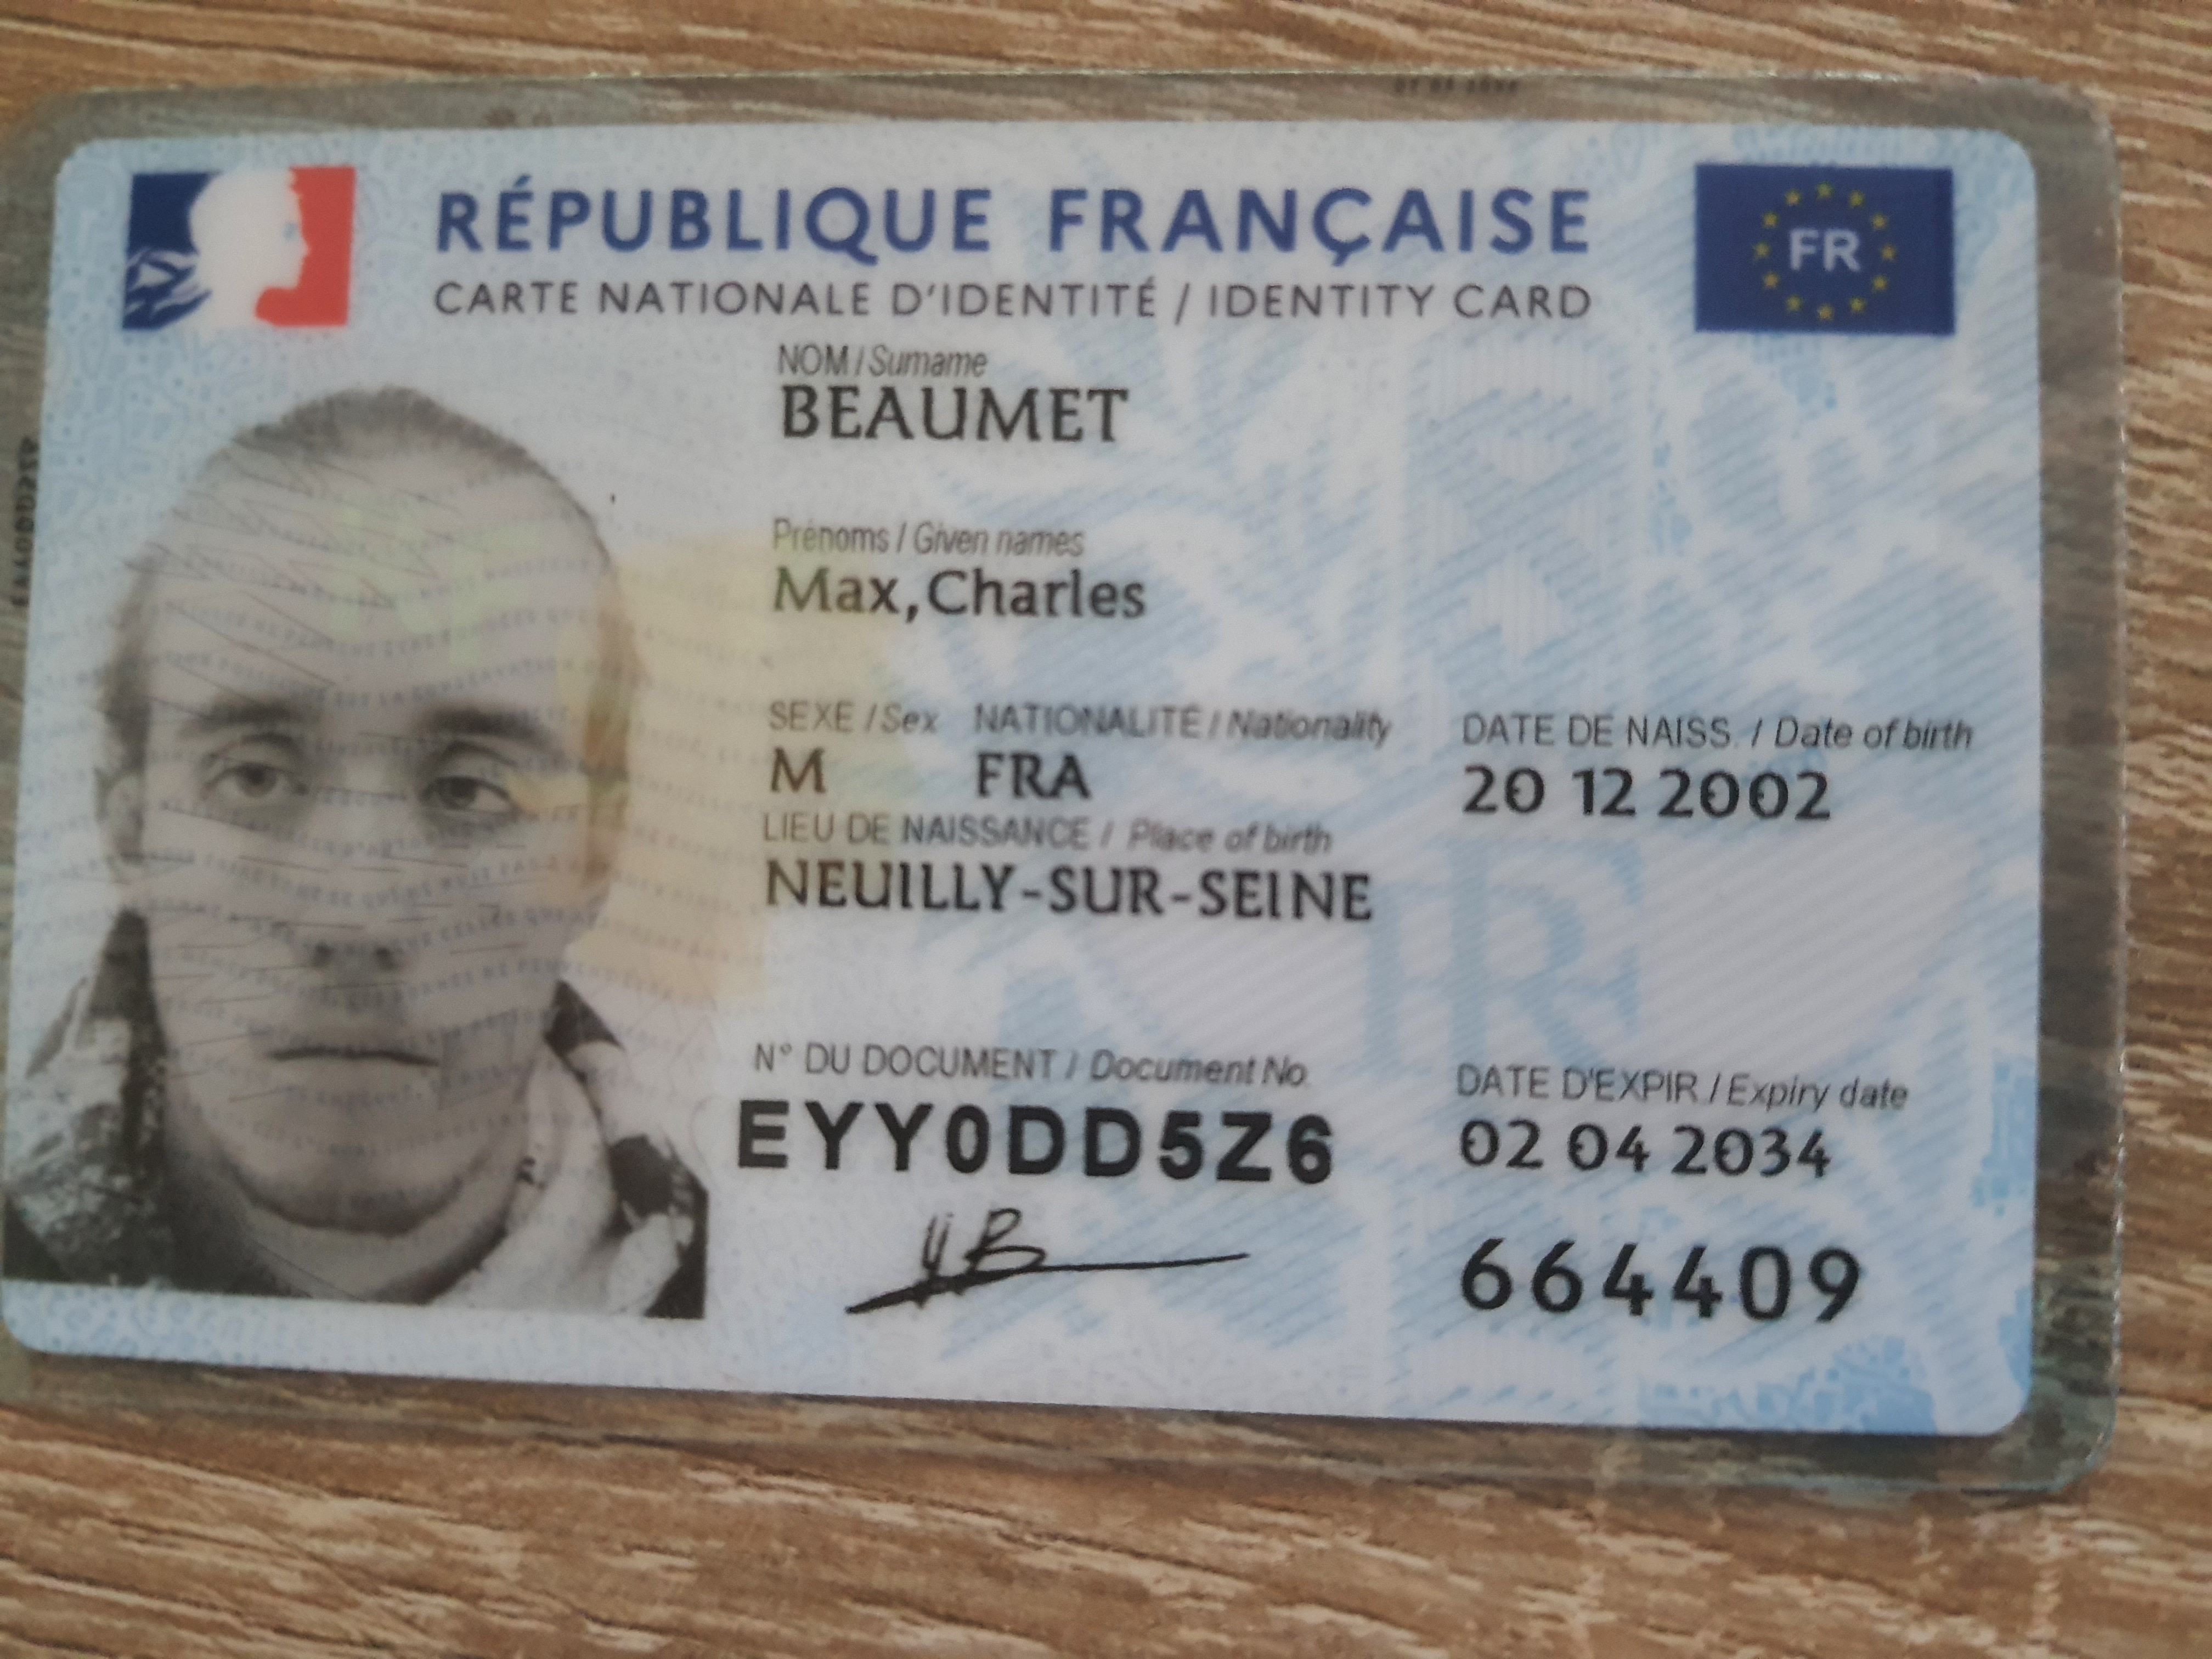 RÉPUBLIQUE FRANÇAISE
FR
CARTE NATIONALE D'IDENTITÉ / IDENTITY CARD
NOM / Surname
BEAUMET
Prénoms / Given names
Max, Charles
SEXE / Sex NATIONALITÉ / Nationality DATE DE NAISS. / Date of birth
M FRA 20 12 2002
LIEU DE NAISSANCE / Place of birth
NEUILLY-SUR-SEINE
N° DU DOCUMENT / Document No DATE D'EXPIR / Expiry date
EYY0DD5Z6 02 04 2034
664409
RF